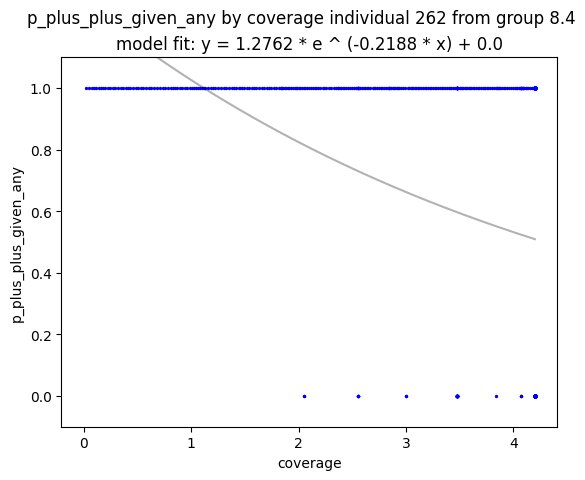 p_plus_plus_given_any by coverage individual 262 from group 8.4
model fit: y = 1.2762 * e ^ (-0.2188 * x) + 0.0
1.0
0.8
0.6
0.4
0.2
0.0
p_plus_plus_given_any
0 1 2 3 4
coverage